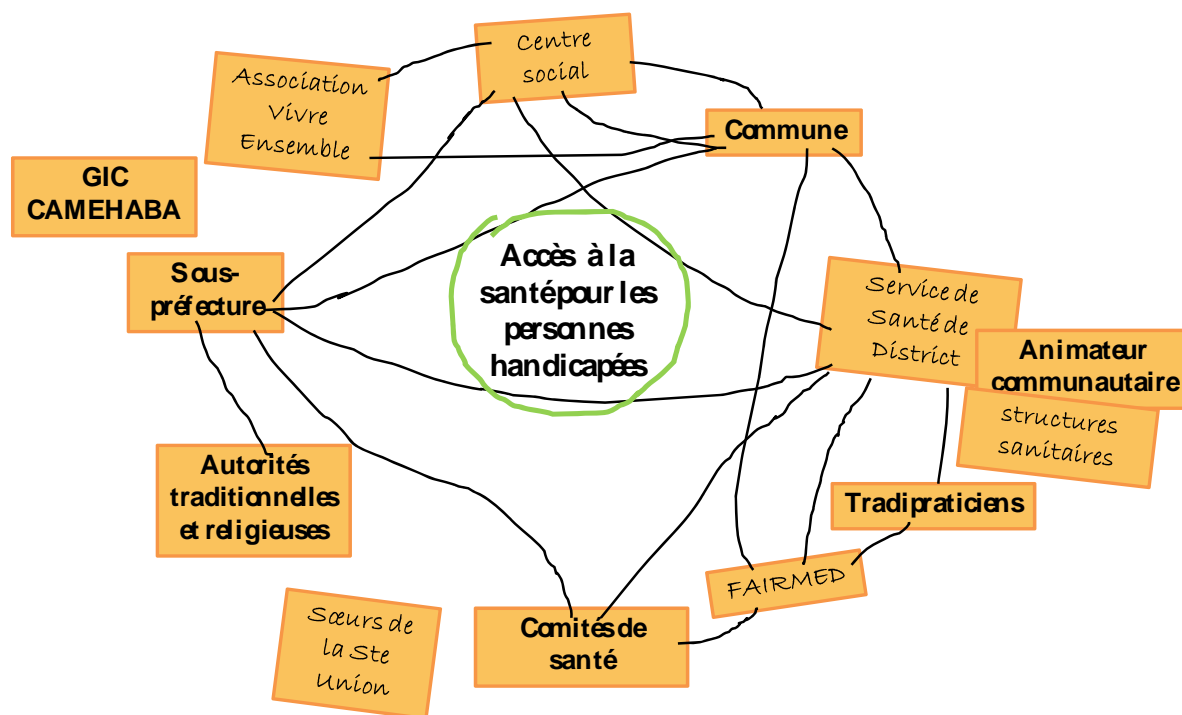 Centre
social
Association
Vivre
Ensemble
Commune
GIC
CAMEHABA
Accès à la
santé pour les
personnes
handicapées
Sous-
préfecture
Service de
Santé de
District
Animateur
communautaire
structures
sanitaires
Autorités
traditionnelles
et religieuses
Tradipraticiens
FAIRMED
Sœurs de
la Ste
Union
Comités de
santé